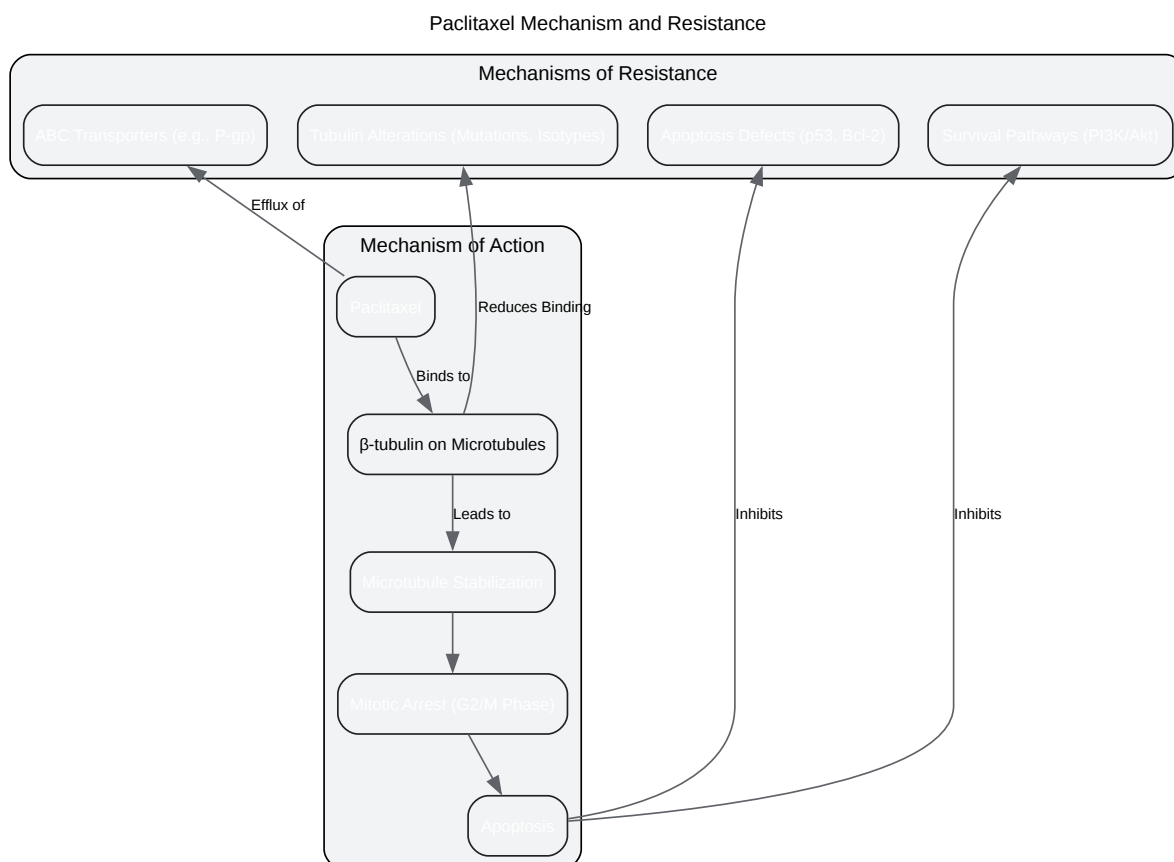 Paclitaxel Mechanism and Resistance
Mechanisms of Resistance
ABC Transporters (e.g., P-gp)
Tubulin Alterations (Mutations, Isotypes)
Apoptosis Defects (p53, Bcl-2)
Survival Pathways (PI3K/Akt)
Efflux of
Mechanism of Action
Paclitaxel
Reduces Binding
Binds to
β-tubulin on Microtubules
Leads to
Inhibits
Inhibits
Microtubule Stabilization
Mitotic Arrest (G2/M Phase)
Apoptosis